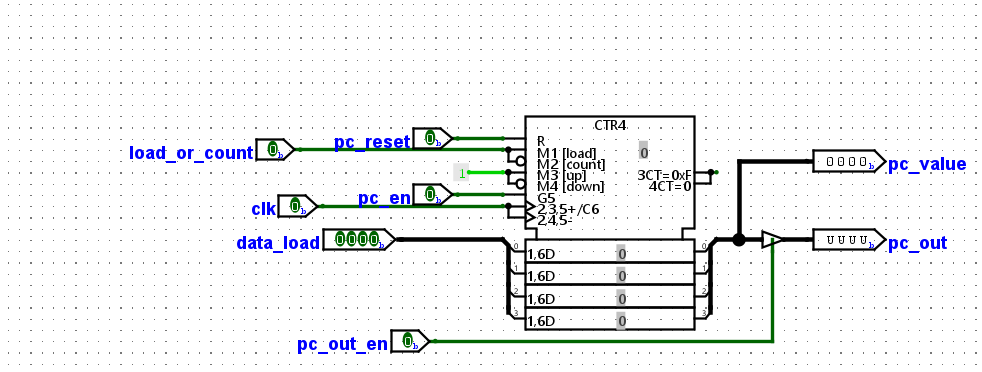 CTR4
pc_reset 0b
R
load_or_count 0b
M1 [load] 0
M2 [count]
1
M3 [up] 3CT=0xF
M4 [down] 4CT=0
pc_en 0b
G5
clk 0b
2,3,5+/C6
2,4,5-
0000b pc_value
data_load 0000b
UUUUb pc_out
0 1,6D 0 0
1 1,6D 0 1
2 1,6D 0 2
3 1,6D 0 3
pc_out_en 0b